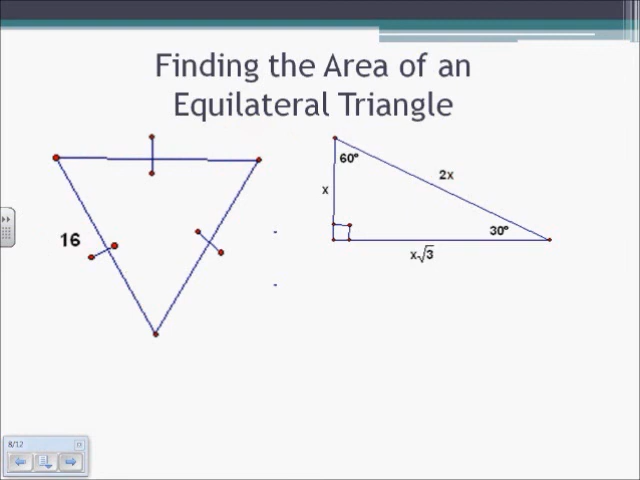 Finding the Area of an
Equilateral Triangle
60°
2x
x
16
30°
x√3
8/12